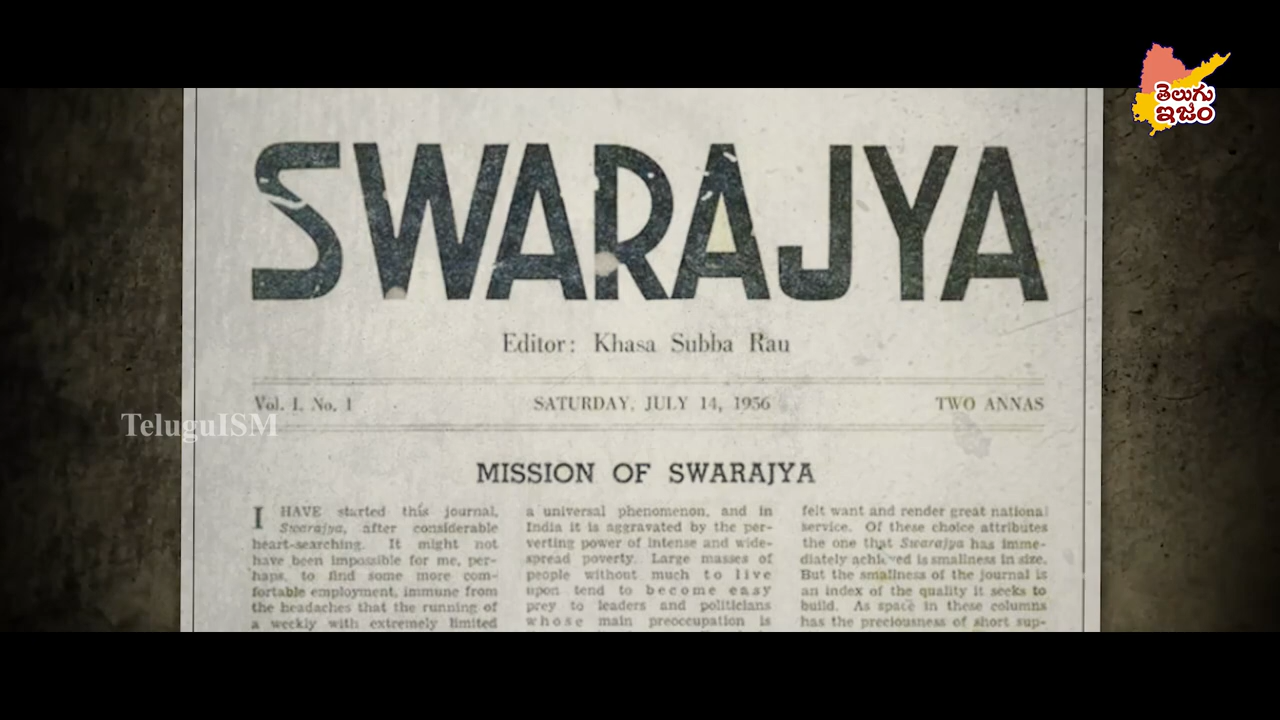 తెలుగు
ఇజం
SWARAJYA
Editor: Khasa Subba Rau
Vol. I. No. 1 SATURDAY, JULY 14, 1956 TWO ANNAS
TeluguISM
MISSION OF SWARAJYA
I HAVE started this journal,
Swarajya, after considerable
heart-searching. It might not
have been impossible for me, per-
haps, to find some more com-
fortable employment, immune from
the headaches that the running of
a weekly with extremely limited
a universal phenomenon, and in
India it is aggravated by the per-
verting power of intense and wide-
spread poverty. Large masses of
people without much to live
upon tend to become easy
prey to leaders and politicians
whose main preoccupation is
felt want and render great national
service. Of these choice attributes
the one that Swarajya has imme-
diately achieved is smallness in size.
But the smallness of the journal is
an index of the quality it seeks to
build. As space in these columns
has the preciousness of short sup-